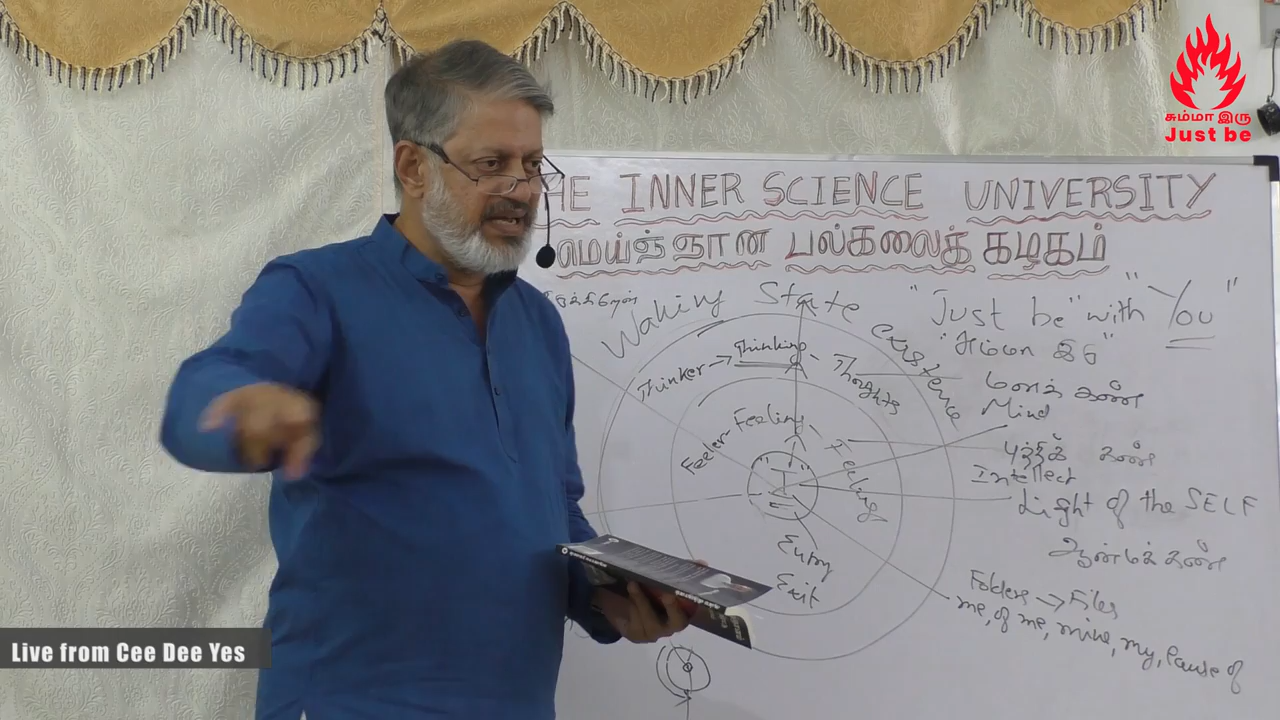 சும்மா இரு
Just be
THE INNER SCIENCE UNIVERSITY
மெய்ஞ்ஞான பல்கலைக் கழகம்
Waking State existence
"Just be" with "You"
"சும்மா இரு"
Thinker → Thinking - Thoughts
மனக் கண்
Mind
Feeler - Feeling - Feeling
புத்திக் கண்
Intellect
"I"
Light of the SELF
ஆன்மக் கண்
Entry
Exit
Folders → Files
me, of me, mine, my, cause of
Live from Cee Dee Yes